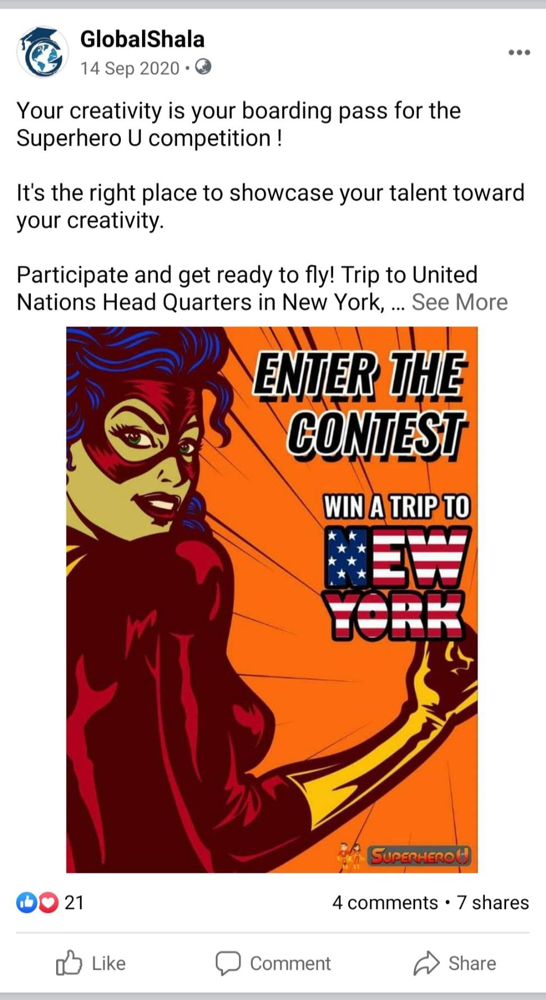 GlobalShala
14 Sep 2020 •
Your creativity is your boarding pass for the
Superhero U competition !
It's the right place to showcase your talent toward
your creativity.
Participate and get ready to fly! Trip to United
Nations Head Quarters in New York, ... See More
ENTER THE
CONTEST
WIN A TRIP TO
NEW
YORK
SUPERHERO U
21
4 comments • 7 shares
Like
Comment
Share